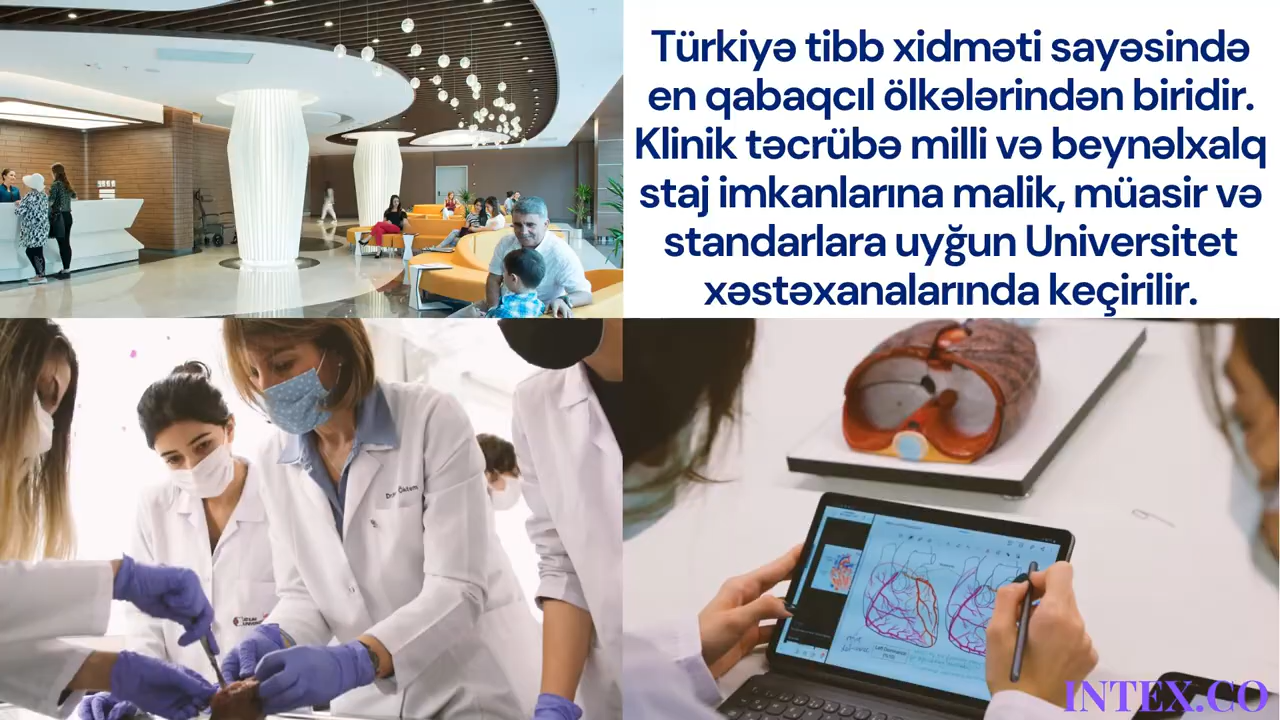 Türkiyə tibb xidməti sayəsində
en qabaqcıl ölkələrindən biridir.
Klinik təcrübə milli və beynəlxalq
staj imkanlarına malik, müasir və
standarlara uyğun Universitet
xəstəxanalarında keçirilir.
INTEX.CO